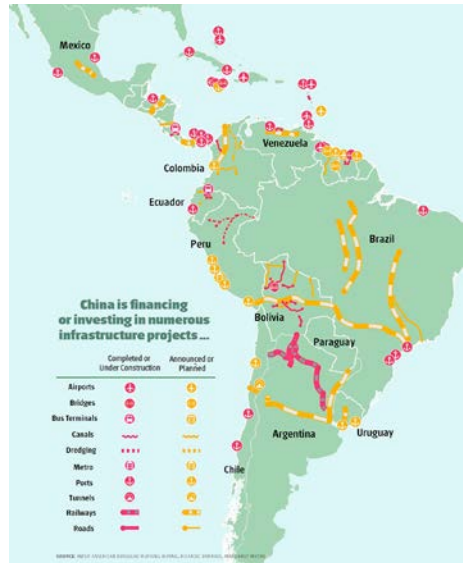 Mexico
Venezuela
Colombia
Ecuador
Peru
Brazil
Bolivia
Paraguay
Argentina
Uruguay
Chile
China is financing
or investing in numerous
infrastructure projects ...
Completed or
Under Construction
Announced or
Planned
Airports
Bridges
Bus Terminals
Canals
Dredging
Metro
Ports
Tunnels
Railways
Roads